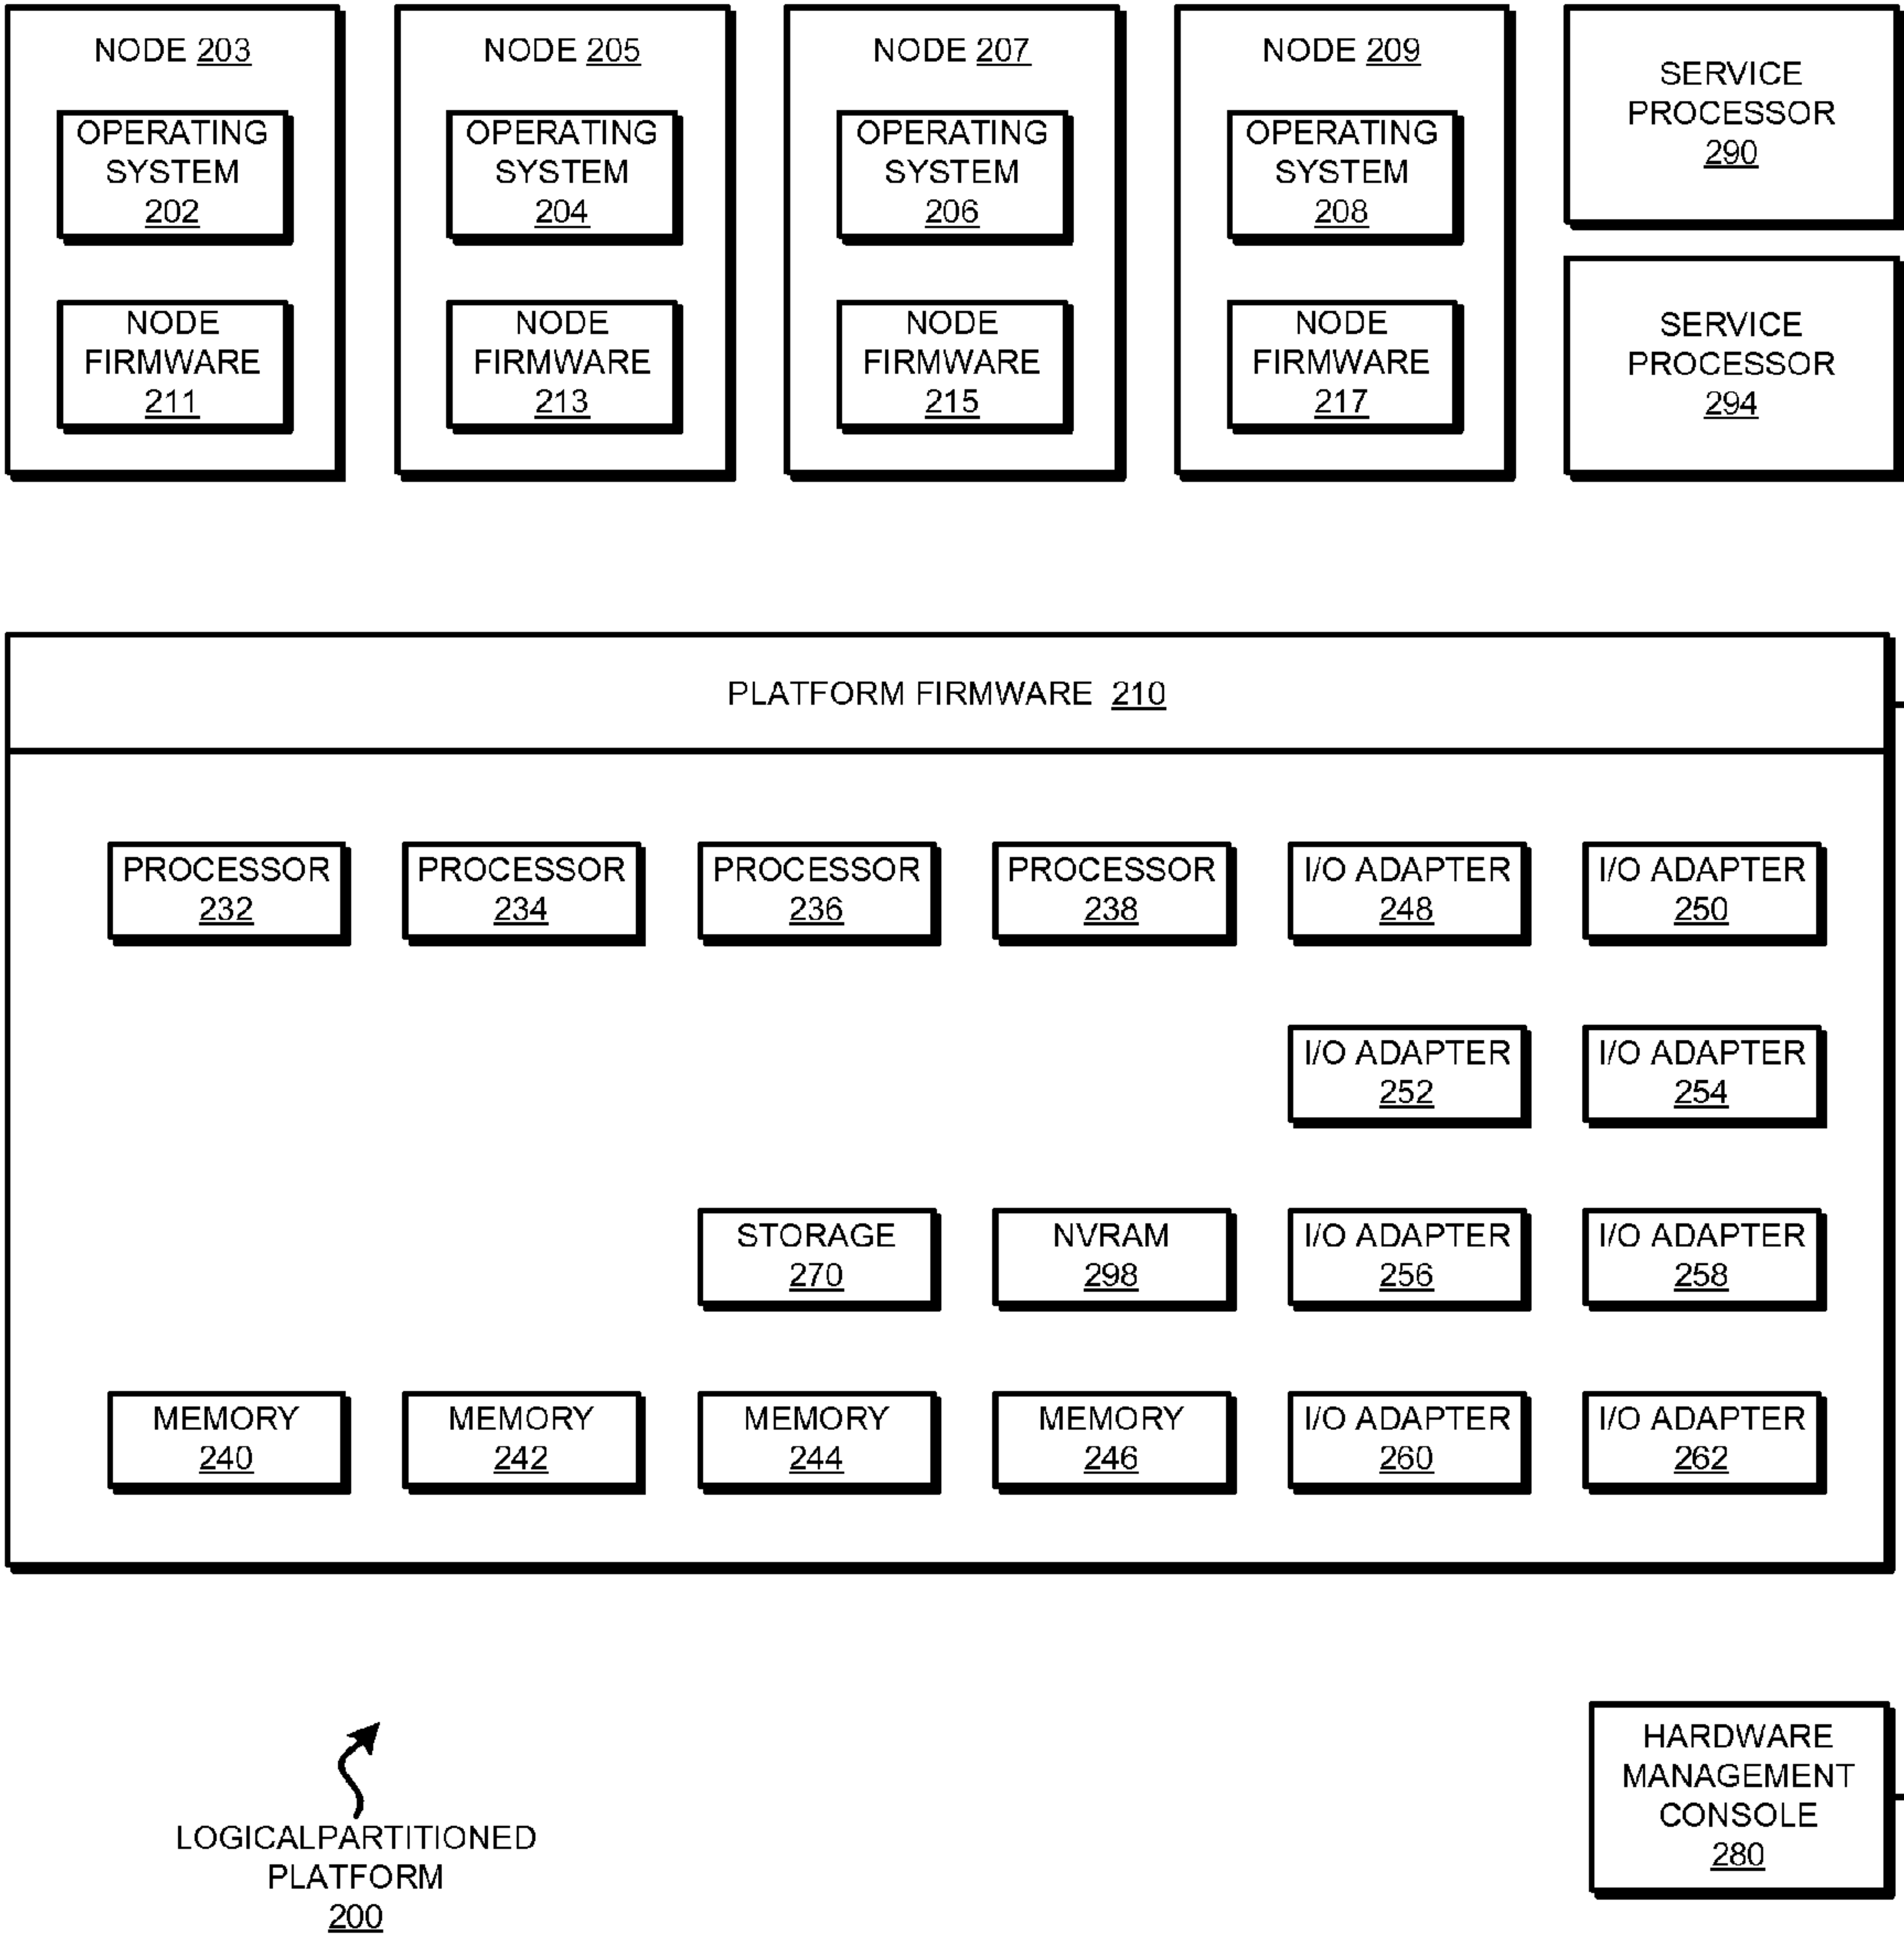 NODE 203
OPERATING
SYSTEM
202
NODE
FIRMWARE
211
NODE 205
OPERATING
SYSTEM
204
NODE
FIRMWARE
213
NODE 207
OPERATING
SYSTEM
206
NODE
FIRMWARE
215
NODE 209
OPERATING
SYSTEM
208
NODE
FIRMWARE
217
SERVICE
PROCESSOR
290
SERVICE
PROCESSOR
294
PLATFORM FIRMWARE 210
PROCESSOR
232
PROCESSOR
234
PROCESSOR
236
PROCESSOR
238
I/O ADAPTER
248
I/O ADAPTER
250
I/O ADAPTER
252
I/O ADAPTER
254
STORAGE
270
NVRAM
298
I/O ADAPTER
256
I/O ADAPTER
258
MEMORY
240
MEMORY
242
MEMORY
244
MEMORY
246
I/O ADAPTER
260
I/O ADAPTER
262
LOGICALPARTITIONED
PLATFORM
200
HARDWARE
MANAGEMENT
CONSOLE
280